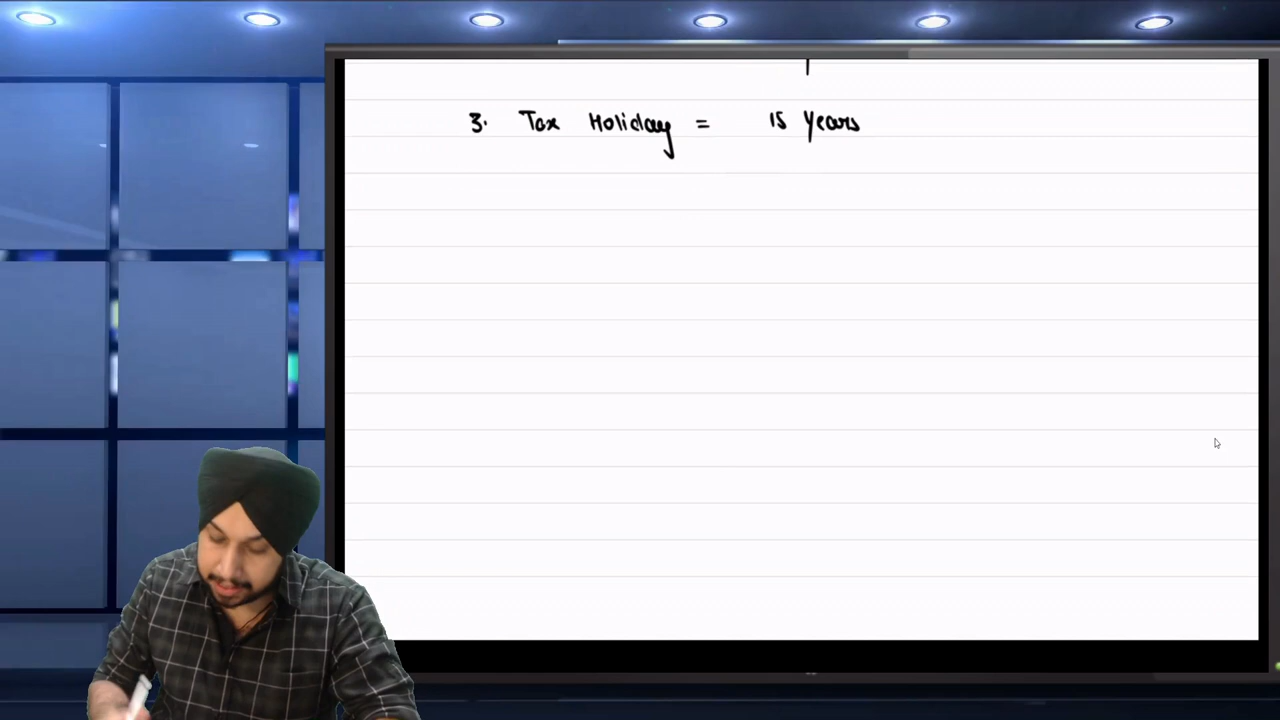 3. Tax Holiday = 15 Years